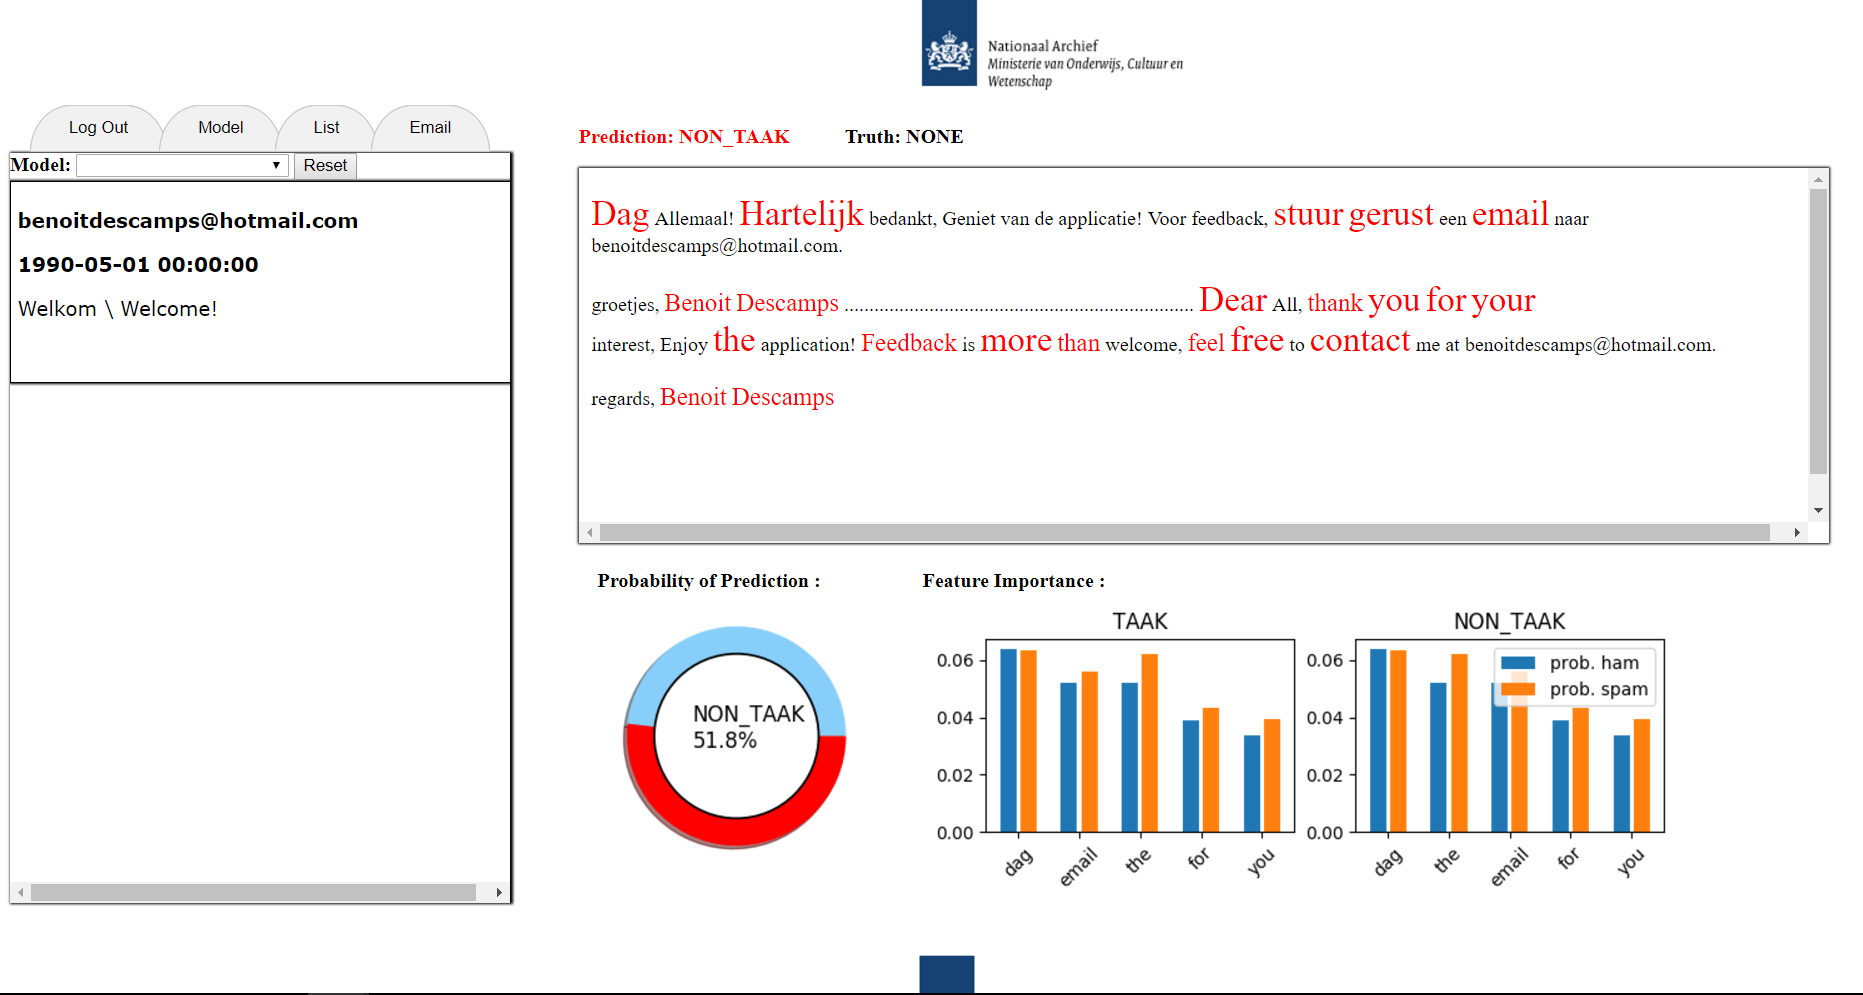 Nationaal Archief
Ministerie van Onderwijs, Cultuur en
Wetenschap
Log Out Model List Email
Model: Reset
benoitdescamps@hotmail.com
1990-05-01 00:00:00
Welkom \ Welcome!
Prediction: NON_TAAK Truth: NONE
Dag Allemaal! Hartelijk bedankt, Geniet van de applicatie! Voor feedback, stuur gerust een email naar
benoitdescamps@hotmail.com.
groetjes, Benoit Descamps ...................................................................... Dear All, thank you for your
interest, Enjoy the application! Feedback is more than welcome, feel free to contact me at benoitdescamps@hotmail.com.
regards, Benoit Descamps
Probability of Prediction :
NON_TAAK
51.8%
Feature Importance :
TAAK
0.06
0.04
0.02
0.00
dag email the for you
NON_TAAK
prob. ham
prob. spam
0.06
0.04
0.02
0.00
dag the email for you